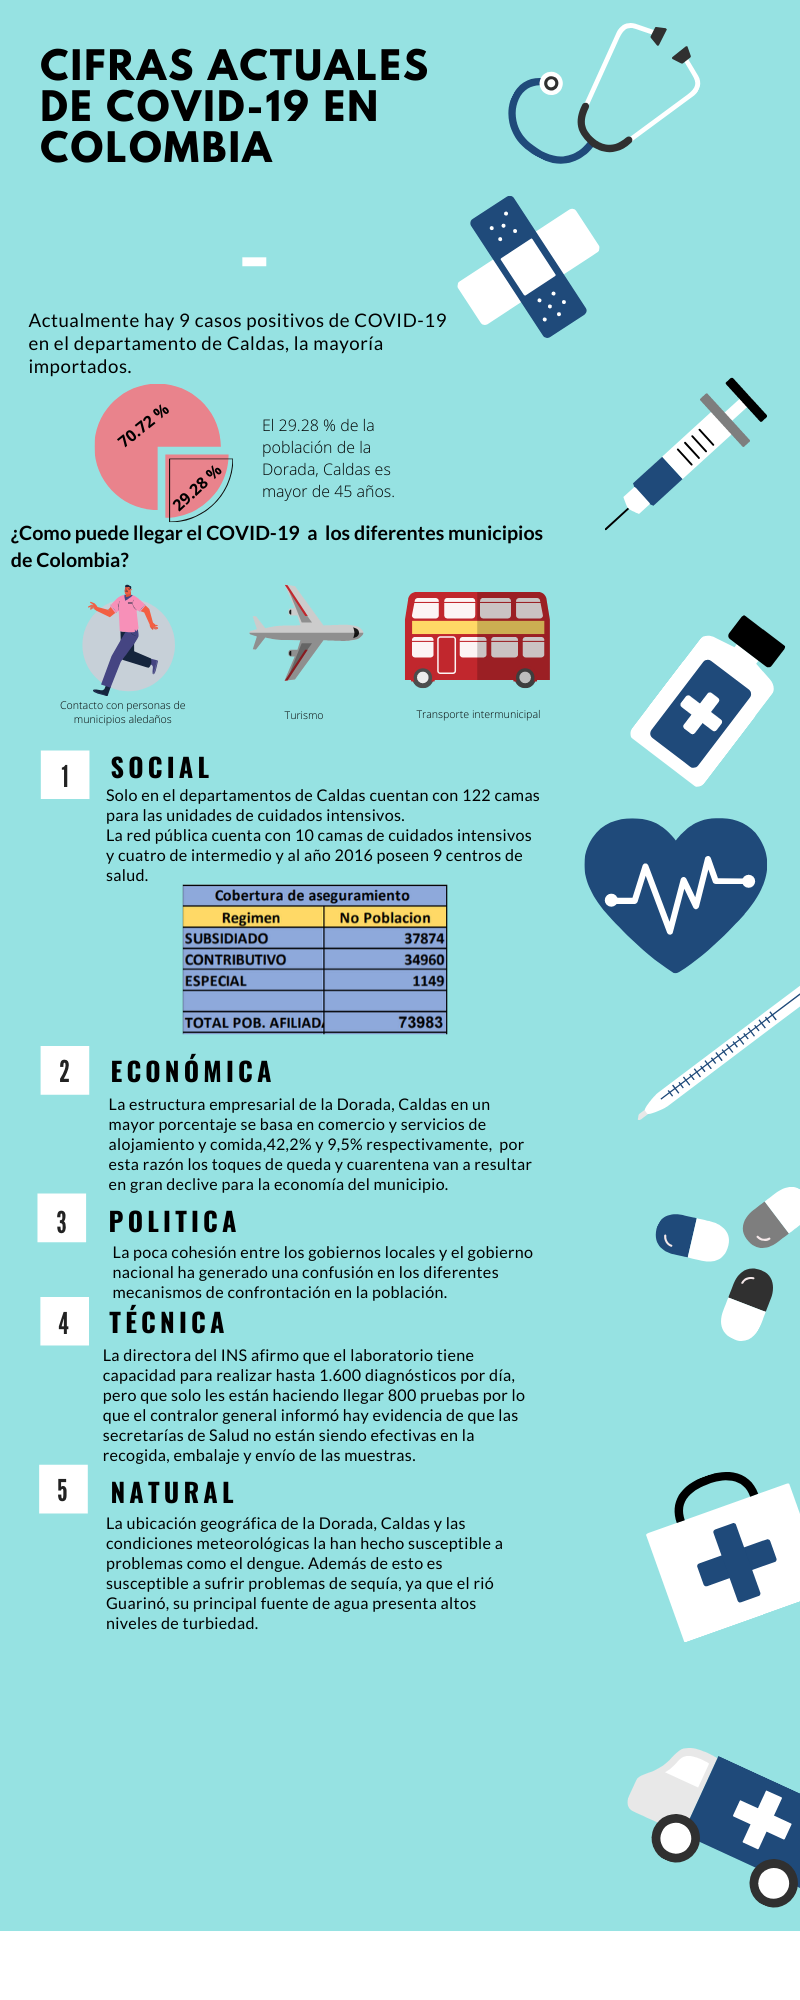 CIFRAS ACTUALES
DE COVID-19 EN
COLOMBIA
Actualmente hay 9 casos positivos de COVID-19
en el departamento de Caldas, la mayoría
importados.
70.72 %
29.28 %
El 29.28 % de la
población de la
Dorada, Caldas es
mayor de 45 años.
¿Como puede llegar el COVID-19 a los diferentes municipios
de Colombia?
Contacto con personas de
municipios aledaños
Turismo
Transporte intermunicipal
1
SOCIAL
Solo en el departamentos de Caldas cuentan con 122 camas
para las unidades de cuidados intensivos.
La red pública cuenta con 10 camas de cuidados intensivos
y cuatro de intermedio y al año 2016 poseen 9 centros de
salud.
Cobertura de aseguramiento
Regimen No Poblacion
SUBSIDIADO 37874
CONTRIBUTIVO 34960
ESPECIAL 1149
TOTAL POB. AFILIADA 73983
2
ECONÓMICA
La estructura empresarial de la Dorada, Caldas en un
mayor porcentaje se basa en comercio y servicios de
alojamiento y comida,42,2% y 9,5% respectivamente, por
esta razón los toques de queda y cuarentena van a resultar
en gran declive para la economía del municipio.
3
POLITICA
La poca cohesión entre los gobiernos locales y el gobierno
nacional ha generado una confusión en los diferentes
mecanismos de confrontación en la población.
4
TÉCNICA
La directora del INS afirmo que el laboratorio tiene
capacidad para realizar hasta 1.600 diagnósticos por día,
pero que solo les están haciendo llegar 800 pruebas por lo
que el contralor general informó hay evidencia de que las
secretarías de Salud no están siendo efectivas en la
recogida, embalaje y envío de las muestras.
5
NATURAL
La ubicación geográfica de la Dorada, Caldas y las
condiciones meteorológicas la han hecho susceptible a
problemas como el dengue. Además de esto es
susceptible a sufrir problemas de sequía, ya que el rió
Guarinó, su principal fuente de agua presenta altos
niveles de turbiedad.